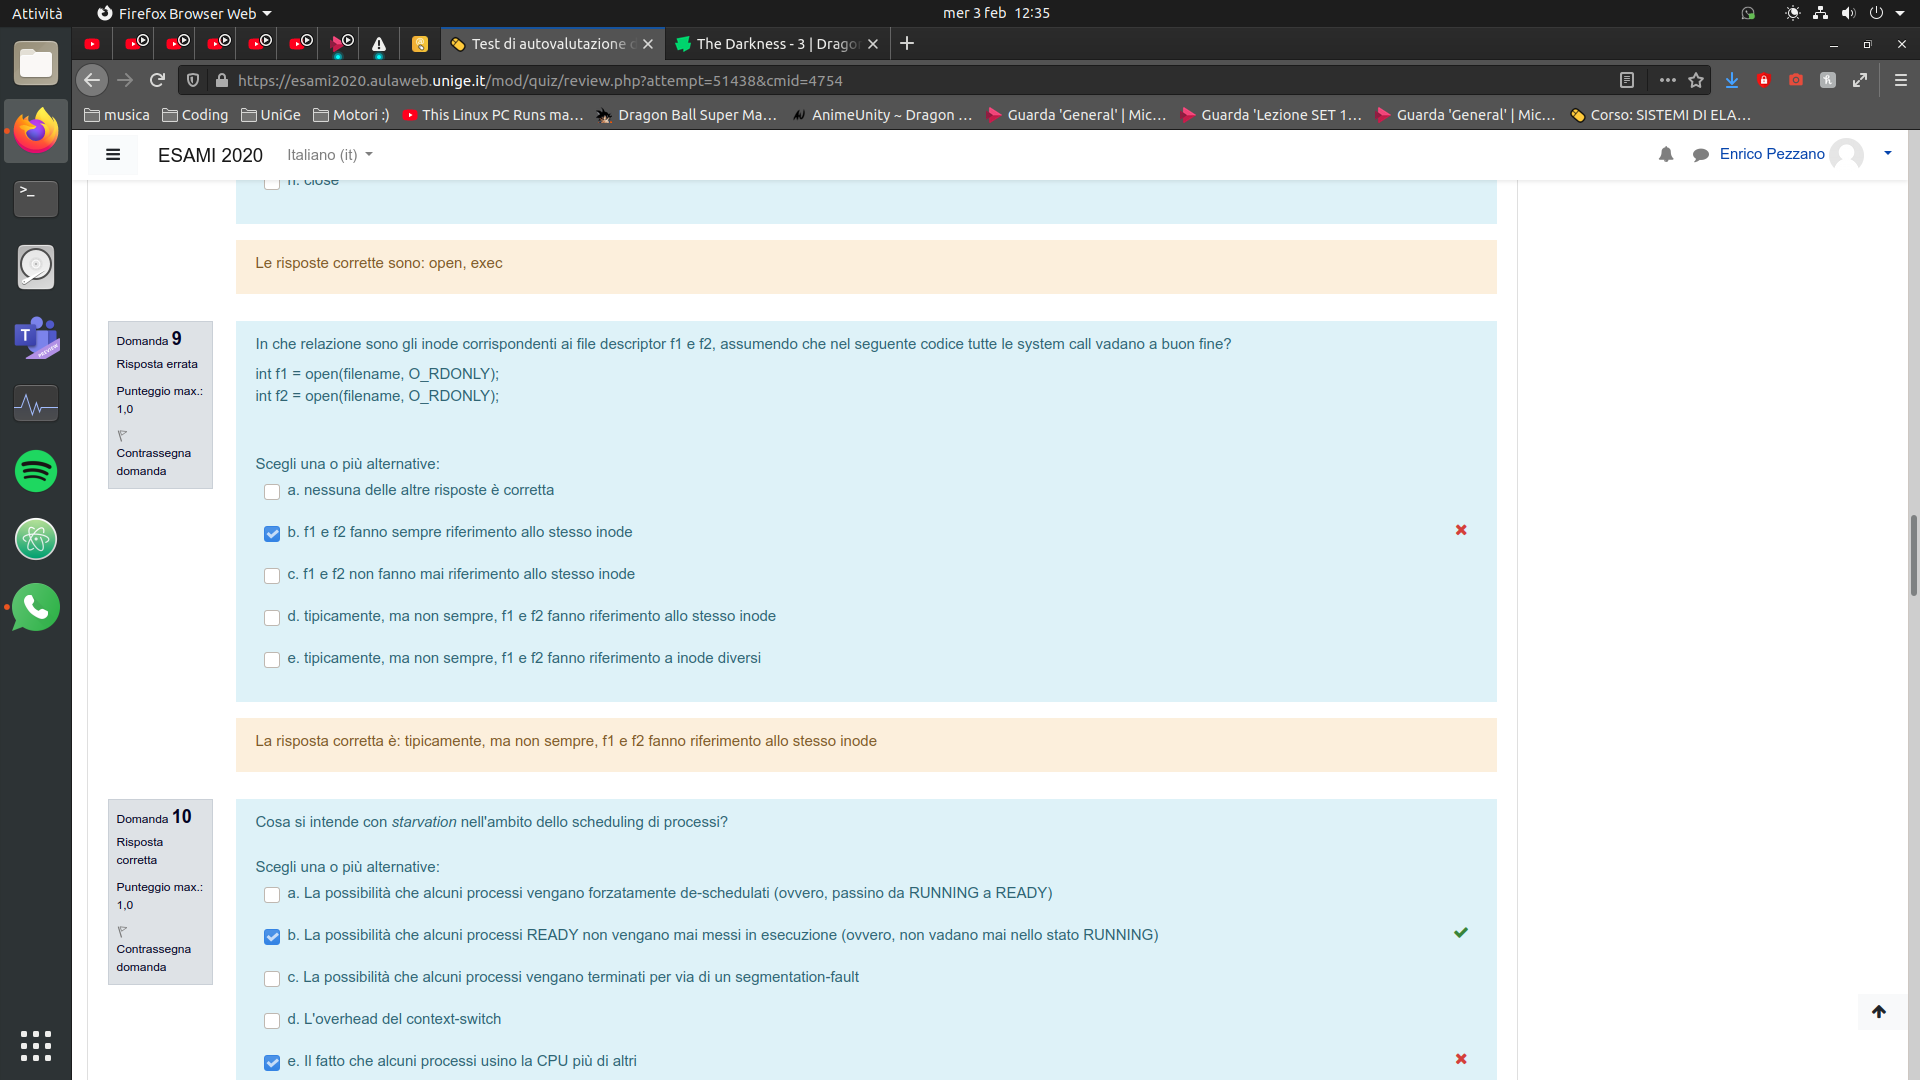 Attività
Firefox Browser Web
mer 3 feb 12:35
Test di autovalutazione d
The Darkness - 3 | Drago
https://esami2020.aulaweb.unige.it/mod/quiz/review.php?attempt=51438&cmid=4754
musica
Coding
UniGe
Motori :)
This Linux PC Runs ma…
Dragon Ball Super Ma…
AnimeUnity ~ Dragon …
Guarda 'General' | Mic…
Guarda 'Lezione SET 1…
Guarda 'General' | Mic…
Corso: SISTEMI DI ELA…
ESAMI 2020
Italiano (it)
Enrico Pezzano
h. close
Le risposte corrette sono: open, exec
Domanda 9
Risposta errata
Punteggio max.:
1,0
Contrassegna
domanda
In che relazione sono gli inode corrispondenti ai file descriptor f1 e f2, assumendo che nel seguente codice tutte le system call vadano a buon fine?
int f1 = open(filename, O_RDONLY);
int f2 = open(filename, O_RDONLY);
Scegli una o più alternative:
a. nessuna delle altre risposte è corretta
b. f1 e f2 fanno sempre riferimento allo stesso inode
c. f1 e f2 non fanno mai riferimento allo stesso inode
d. tipicamente, ma non sempre, f1 e f2 fanno riferimento allo stesso inode
e. tipicamente, ma non sempre, f1 e f2 fanno riferimento a inode diversi
La risposta corretta è: tipicamente, ma non sempre, f1 e f2 fanno riferimento allo stesso inode
Domanda 10
Risposta
corretta
Punteggio max.:
1,0
Contrassegna
domanda
Cosa si intende con starvation nell'ambito dello scheduling di processi?
Scegli una o più alternative:
a. La possibilità che alcuni processi vengano forzatamente de-schedulati (ovvero, passino da RUNNING a READY)
b. La possibilità che alcuni processi READY non vengano mai messi in esecuzione (ovvero, non vadano mai nello stato RUNNING)
c. La possibilità che alcuni processi vengano terminati per via di un segmentation-fault
d. L'overhead del context-switch
e. Il fatto che alcuni processi usino la CPU più di altri